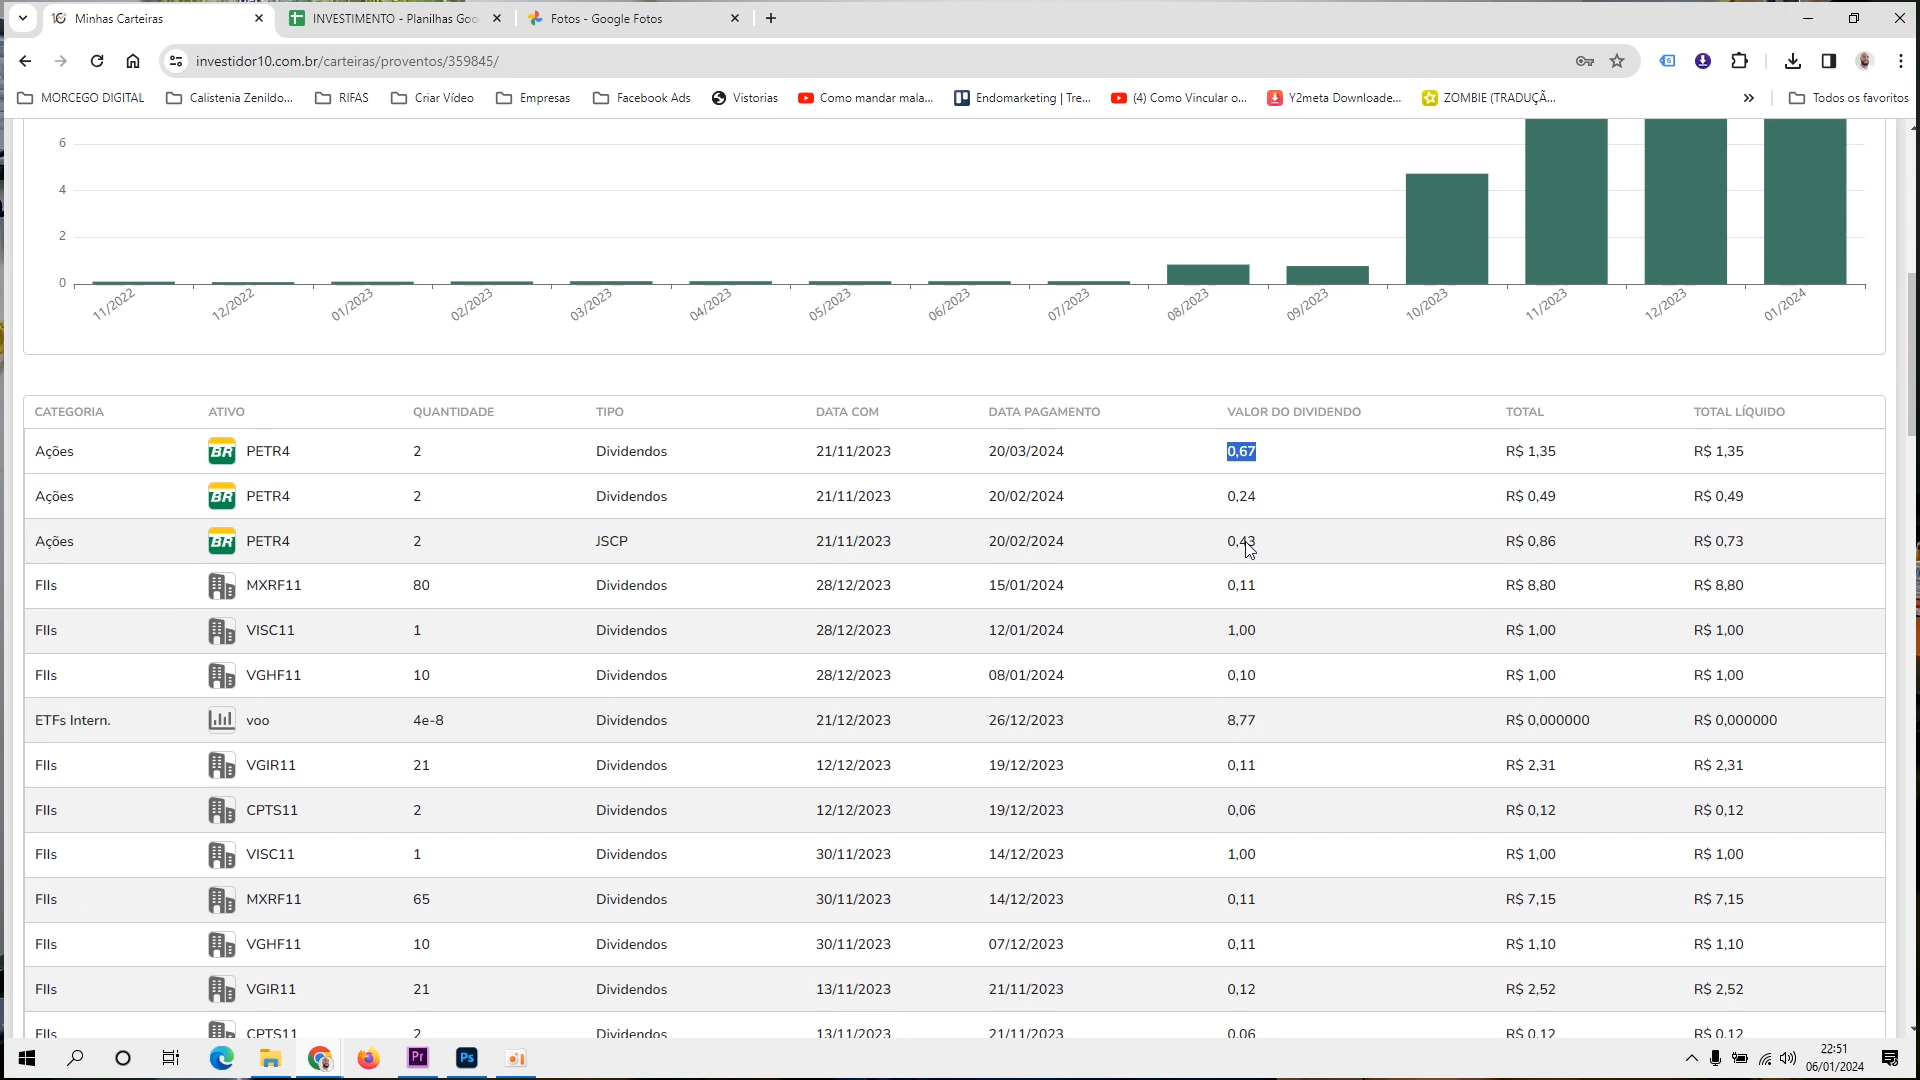 Minhas Carteiras
INVESTIMENTO - Planilhas Goo
Fotos - Google Fotos
investidor10.com.br/carteiras/proventos/359845/
MORCEGO DIGITAL
Calistenia Zenildo...
RIFAS
Criar Vídeo
Empresas
Facebook Ads
Vistorias
Como mandar mala...
Endomarketing | Tre...
(4) Como Vincular o...
Y2meta Downloade...
ZOMBIE (TRADUÇÃ...
Todos os favoritos
6
4
2
0
11/2022 12/2022 01/2023 02/2023 03/2023 04/2023 05/2023 06/2023 07/2023 08/2023 09/2023 10/2023 11/2023 12/2023 01/2024
CATEGORIA ATIVO QUANTIDADE TIPO DATA COM DATA PAGAMENTO VALOR DO DIVIDENDO TOTAL TOTAL LÍQUIDO
Ações BR PETR4 2 Dividendos 21/11/2023 20/03/2024 0,67 R$ 1,35 R$ 1,35
Ações BR PETR4 2 Dividendos 21/11/2023 20/02/2024 0,24 R$ 0,49 R$ 0,49
Ações BR PETR4 2 JSCP 21/11/2023 20/02/2024 0,43 R$ 0,86 R$ 0,73
FIIs MXRF11 80 Dividendos 28/12/2023 15/01/2024 0,11 R$ 8,80 R$ 8,80
FIIs VISC11 1 Dividendos 28/12/2023 12/01/2024 1,00 R$ 1,00 R$ 1,00
FIIs VGHF11 10 Dividendos 28/12/2023 08/01/2024 0,10 R$ 1,00 R$ 1,00
ETFs Intern. voo 4e-8 Dividendos 21/12/2023 26/12/2023 8,77 R$ 0,000000 R$ 0,000000
FIIs VGIR11 21 Dividendos 12/12/2023 19/12/2023 0,11 R$ 2,31 R$ 2,31
FIIs CPTS11 2 Dividendos 12/12/2023 19/12/2023 0,06 R$ 0,12 R$ 0,12
FIIs VISC11 1 Dividendos 30/11/2023 14/12/2023 1,00 R$ 1,00 R$ 1,00
FIIs MXRF11 65 Dividendos 30/11/2023 14/12/2023 0,11 R$ 7,15 R$ 7,15
FIIs VGHF11 10 Dividendos 30/11/2023 07/12/2023 0,11 R$ 1,10 R$ 1,10
FIIs VGIR11 21 Dividendos 13/11/2023 21/11/2023 0,12 R$ 2,52 R$ 2,52
FIIs CPTS11 2 Dividendos 13/11/2023 21/11/2023 0,06 R$ 0,12 R$ 0,12
Pr
Ps
22:51
06/01/2024